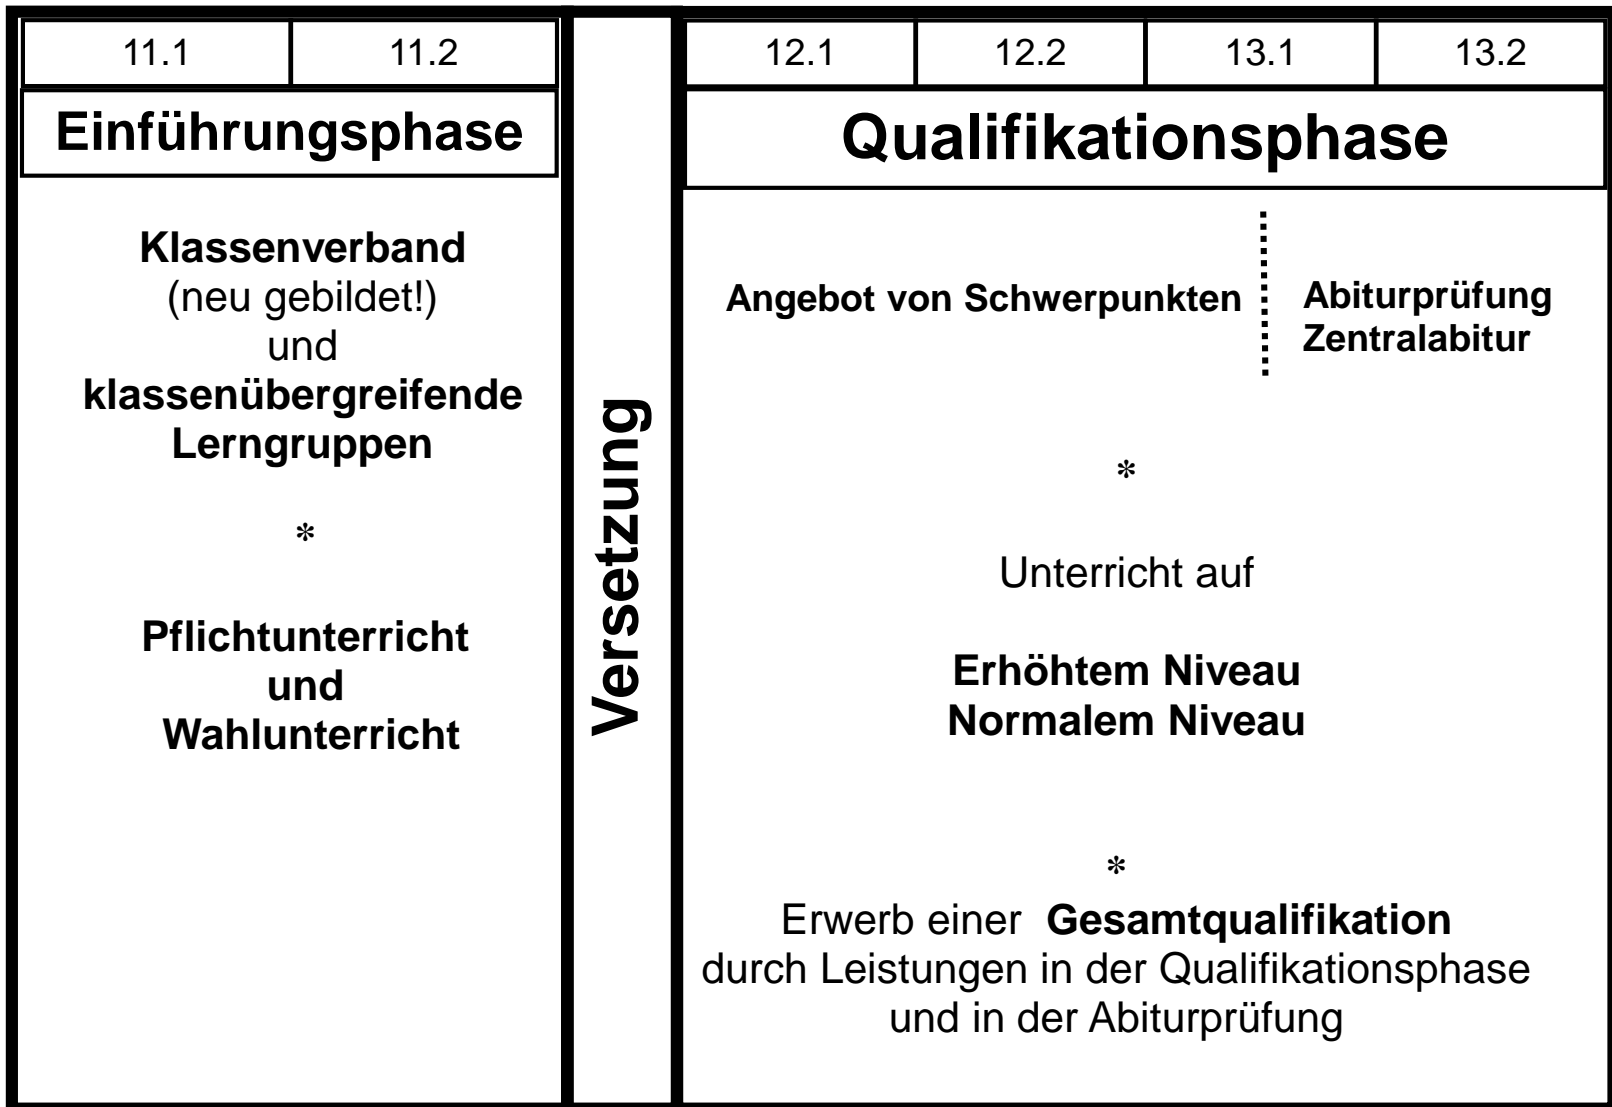 11.1
11.2
Einführungsphase
Klassenverband
(neu gebildet!)
und
klassenübergreifende
Lerngruppen
*
Pflichtunterricht
und
Wahlunterricht
Versetzung
12.1
12.2
13.1
13.2
Qualifikationsphase
Angebot von Schwerpunkten
Abiturprüfung
Zentralabitur
*
Unterricht auf
Erhöhtem Niveau
Normalem Niveau
*
Erwerb einer Gesamtqualifikation
durch Leistungen in der Qualifikationsphase
und in der Abiturprüfung